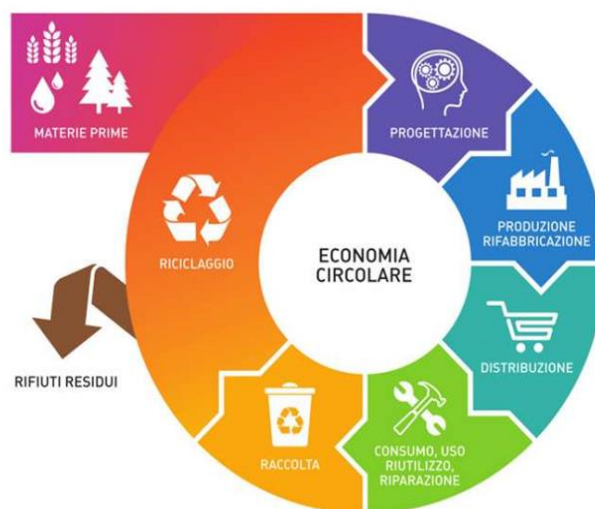 MATERIE PRIME
PROGETTAZIONE
PRODUZIONE
RIFABBRICAZIONE
DISTRIBUZIONE
CONSUMO, USO
RIUTILIZZO,
RIPARAZIONE
RACCOLTA
RICICLAGGIO
RIFIUTI RESIDUI
ECONOMIA
CIRCOLARE